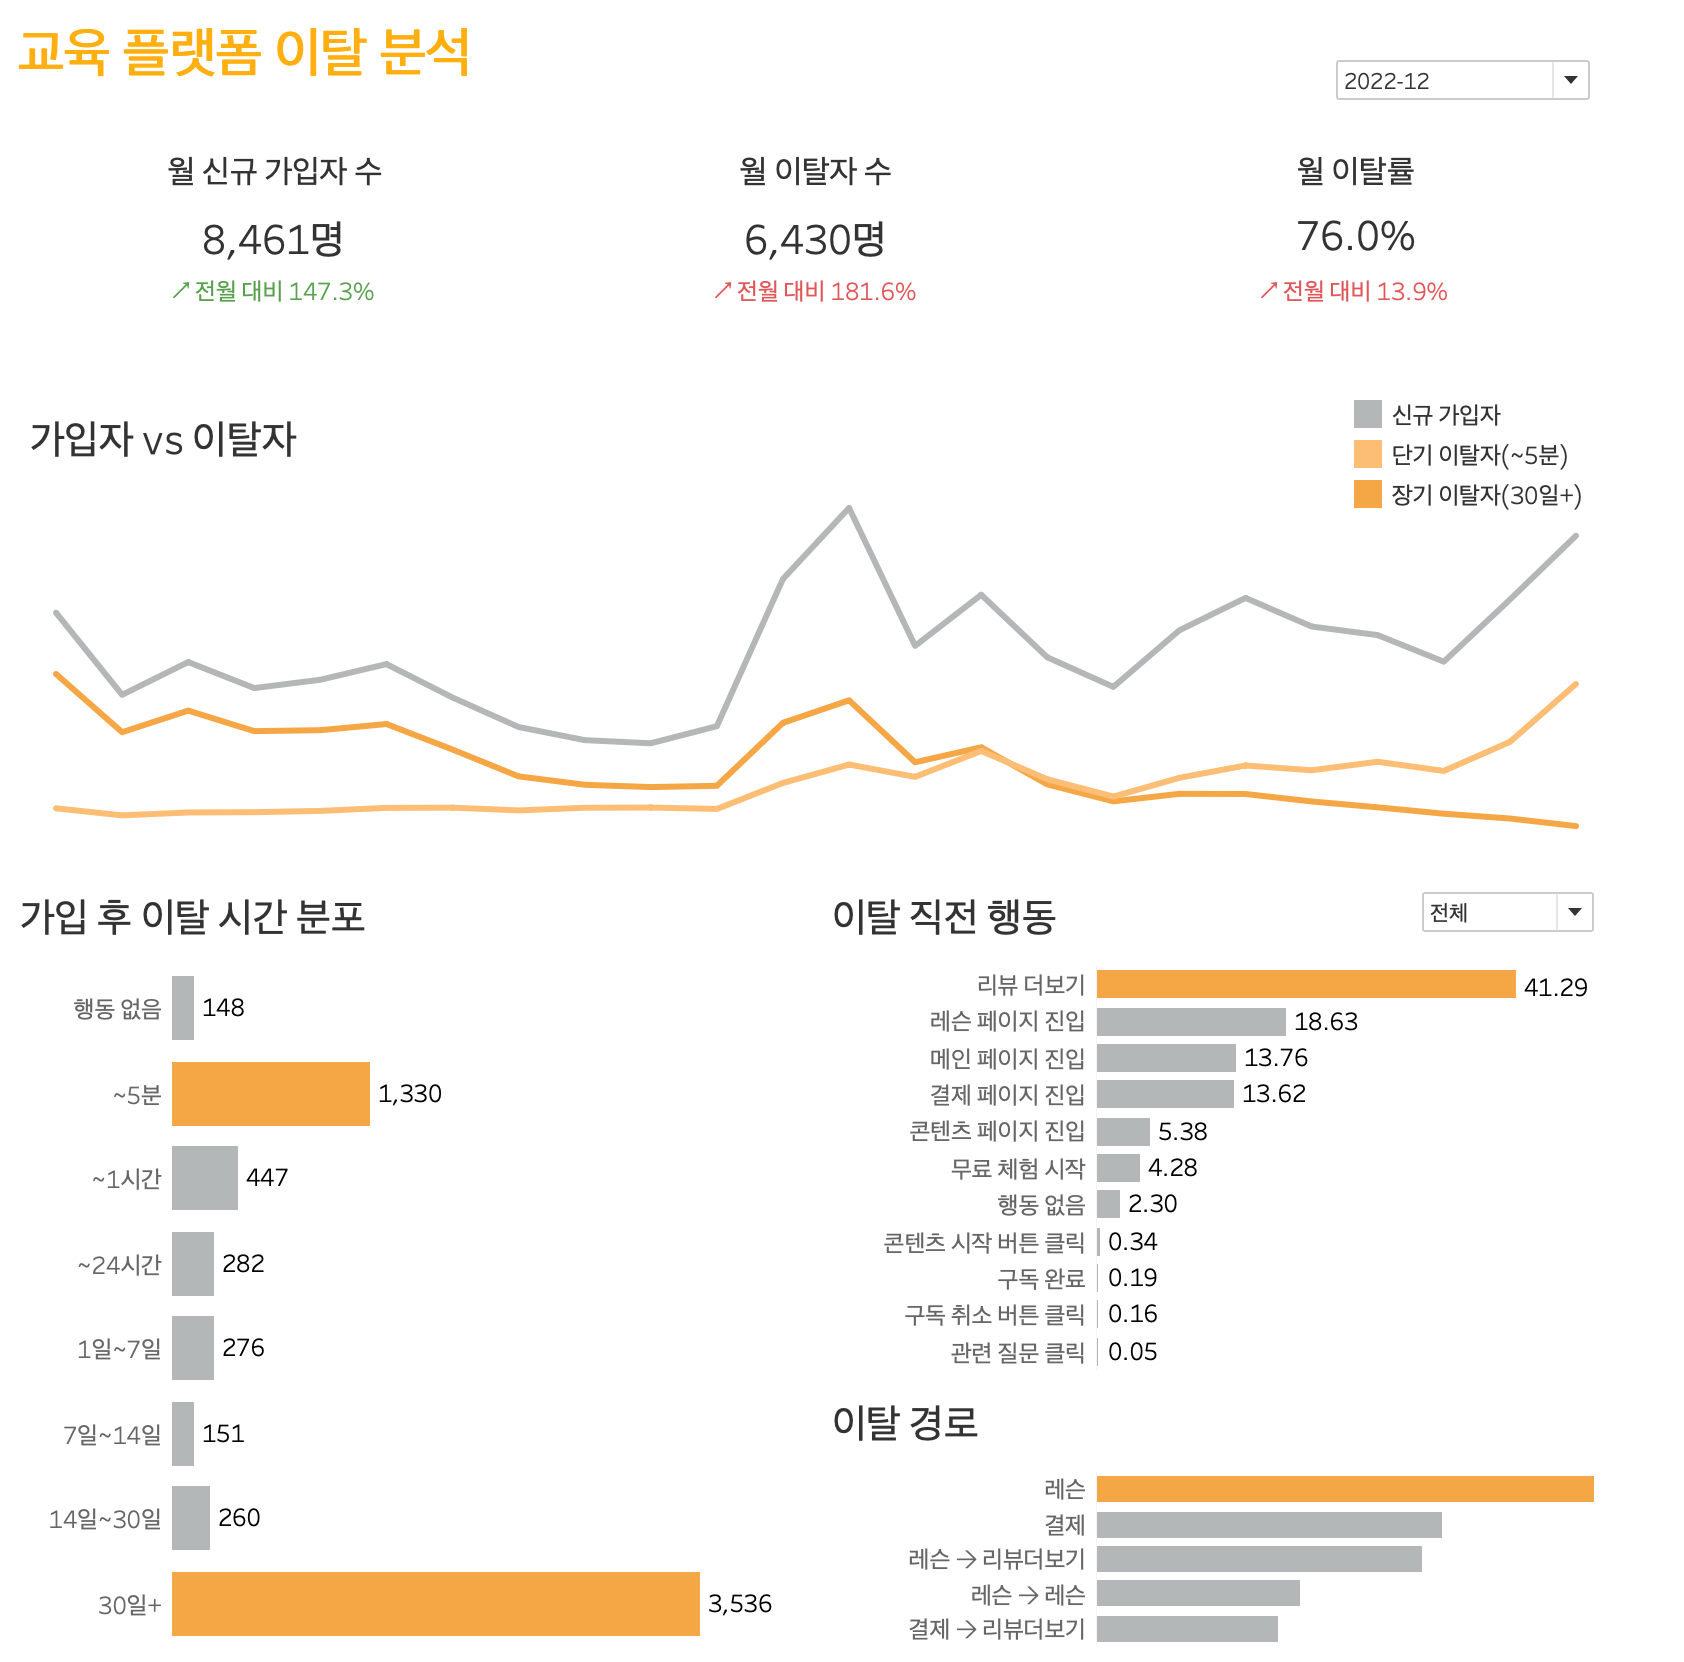 교육 플랫폼 이탈 분석
2022-12
월 신규 가입자 수
8,461명
↗ 전월 대비 147.3%
월 이탈자 수
6,430명
↗ 전월 대비 181.6%
월 이탈률
76.0%
↗ 전월 대비 13.9%
가입자 vs 이탈자
신규 가입자
단기 이탈자(~5분)
장기 이탈자(30일+)
가입 후 이탈 시간 분포
행동 없음 148
~5분 1,330
~1시간 447
~24시간 282
1일~7일 276
7일~14일 151
14일~30일 260
30일+ 3,536
이탈 직전 행동
전체
리뷰 더보기 41.29
레슨 페이지 진입 18.63
메인 페이지 진입 13.76
결제 페이지 진입 13.62
콘텐츠 페이지 진입 5.38
무료 체험 시작 4.28
행동 없음 2.30
콘텐츠 시작 버튼 클릭 0.34
구독 완료 0.19
구독 취소 버튼 클릭 0.16
관련 질문 클릭 0.05
이탈 경로
레슨
결제
레슨 → 리뷰더보기
레슨 → 레슨
결제 → 리뷰더보기